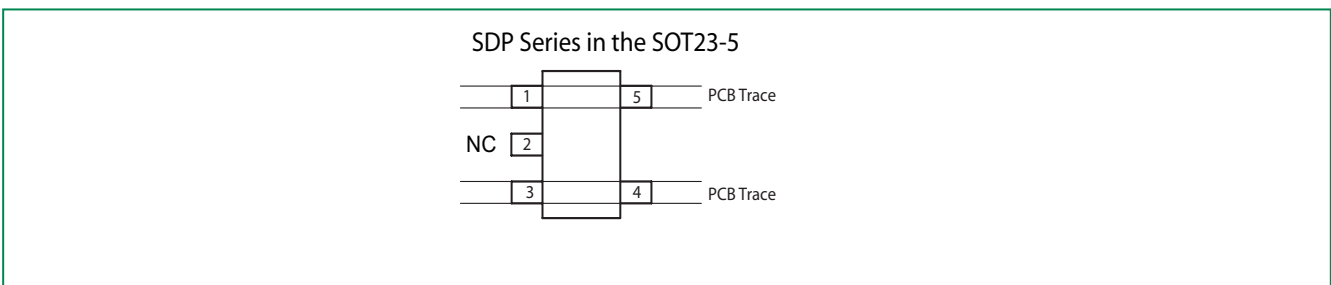 SDP Series in the SOT23-5
1 5 PCB Trace
NC 2
3 4 PCB Trace